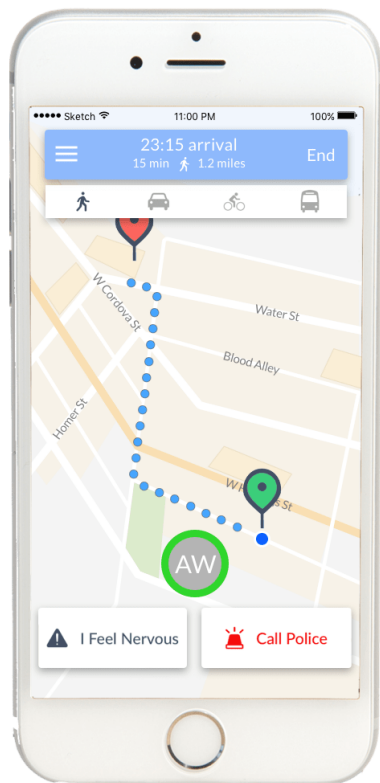 Sketch 11:00 PM 100%
23:15 arrival
15 min 1.2 miles
End
W Cordova St
Water St
Blood Alley
Homer St
St
AW
I Feel Nervous
Call Police